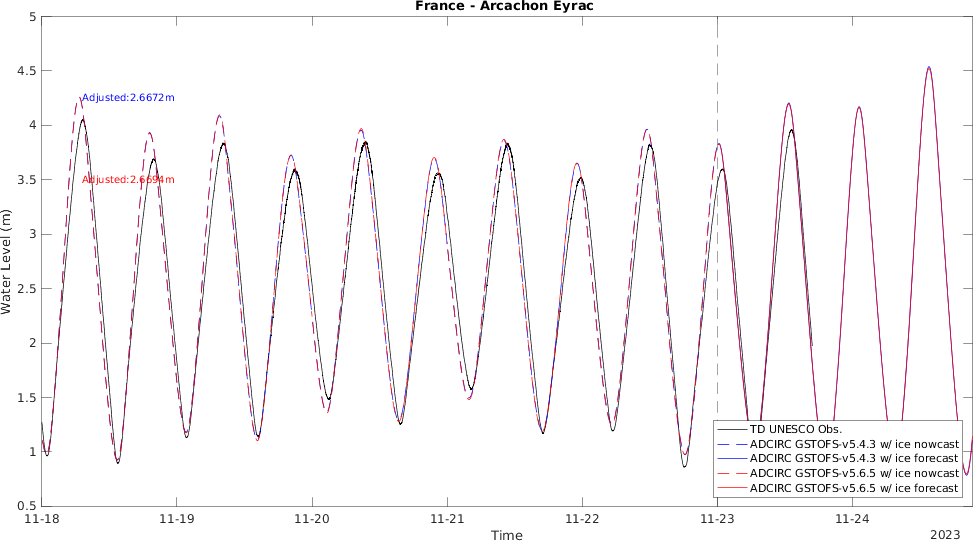 France - Arcachon Eyrac
5
4.5
4
3.5
3
2.5
2
1.5
1
0.5
Water Level (m)
Adjusted:2.6672m
Adjusted:2.6694m
TD UNESCO Obs.
ADCIRC GSTOFS-v5.4.3 w/ ice nowcast
ADCIRC GSTOFS-v5.4.3 w/ ice forecast
ADCIRC GSTOFS-v5.6.5 w/ ice nowcast
ADCIRC GSTOFS-v5.6.5 w/ ice forecast
11-18 11-19 11-20 11-21 11-22 11-23 11-24
Time
2023